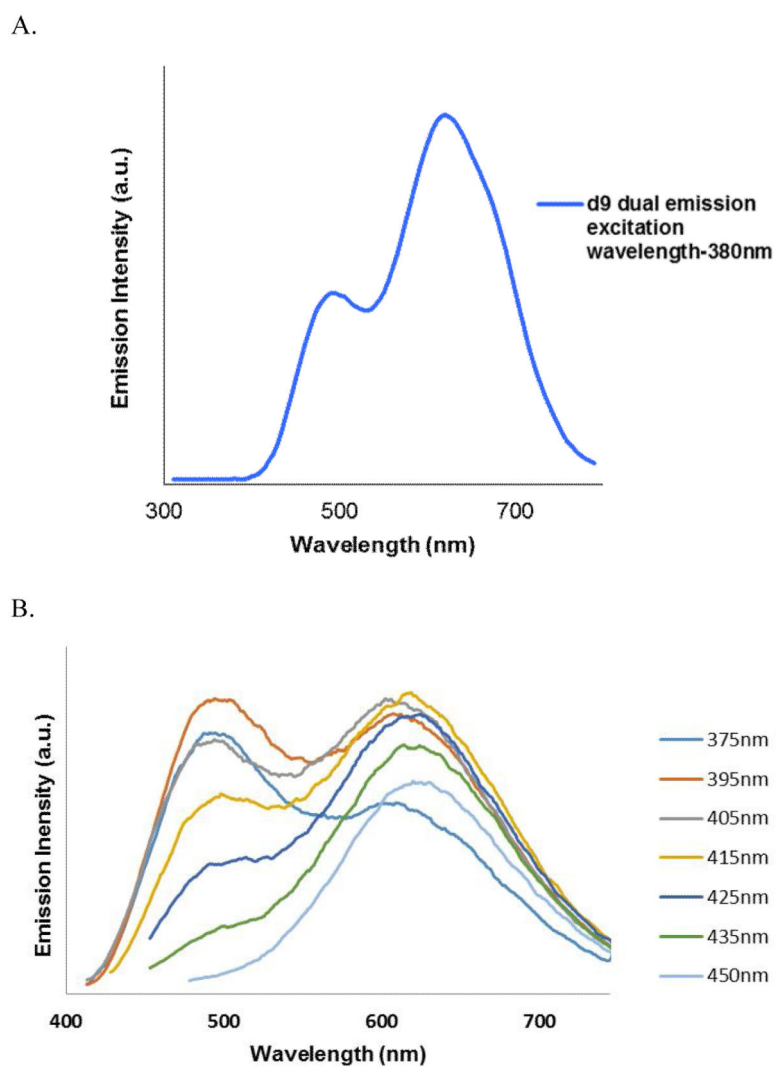 A.
Emission Intensity (a.u.)
d9 dual emission
excitation
wavelength-380nm
300
500
700
Wavelength (nm)
B.
Emission Inensity (a.u.)
375nm
395nm
405nm
415nm
425nm
435nm
450nm
400
500
600
700
Wavelength (nm)